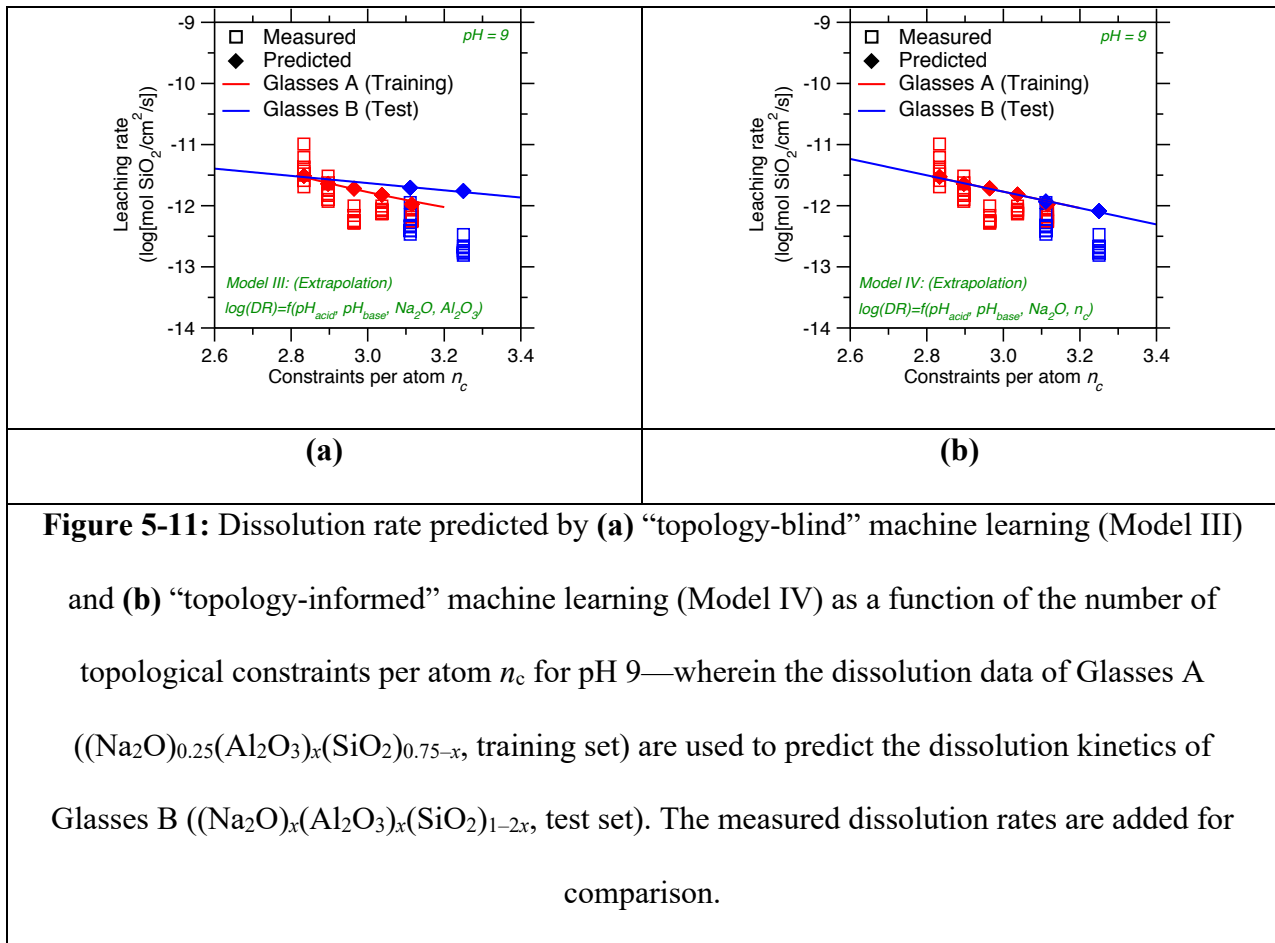 -9
-10
-11
-12
-13
-14
Leaching rate
(log[mol SiO2/cm2/s])
Measured
Predicted
Glasses A (Training)
Glasses B (Test)
pH = 9
Model III: (Extrapolation)
log(DR)=f(pHacid, pHbase, Na2O, Al2O3)
2.6 2.8 3.0 3.2 3.4
Constraints per atom nc
-9
-10
-11
-12
-13
-14
Leaching rate
(log[mol SiO2/cm2/s])
Measured
Predicted
Glasses A (Training)
Glasses B (Test)
pH = 9
Model IV: (Extrapolation)
log(DR)=f(pHacid, pHbase, Na2O, nc)
2.6 2.8 3.0 3.2 3.4
Constraints per atom nc
(a)
(b)
Figure 5-11: Dissolution rate predicted by (a) “topology-blind” machine learning (Model III)
and (b) “topology-informed” machine learning (Model IV) as a function of the number of
topological constraints per atom nc for pH 9—wherein the dissolution data of Glasses A
((Na2O)0.25(Al2O3)x(SiO2)0.75–x, training set) are used to predict the dissolution kinetics of
Glasses B ((Na2O)x(Al2O3)x(SiO2)1–2x, test set). The measured dissolution rates are added for
comparison.